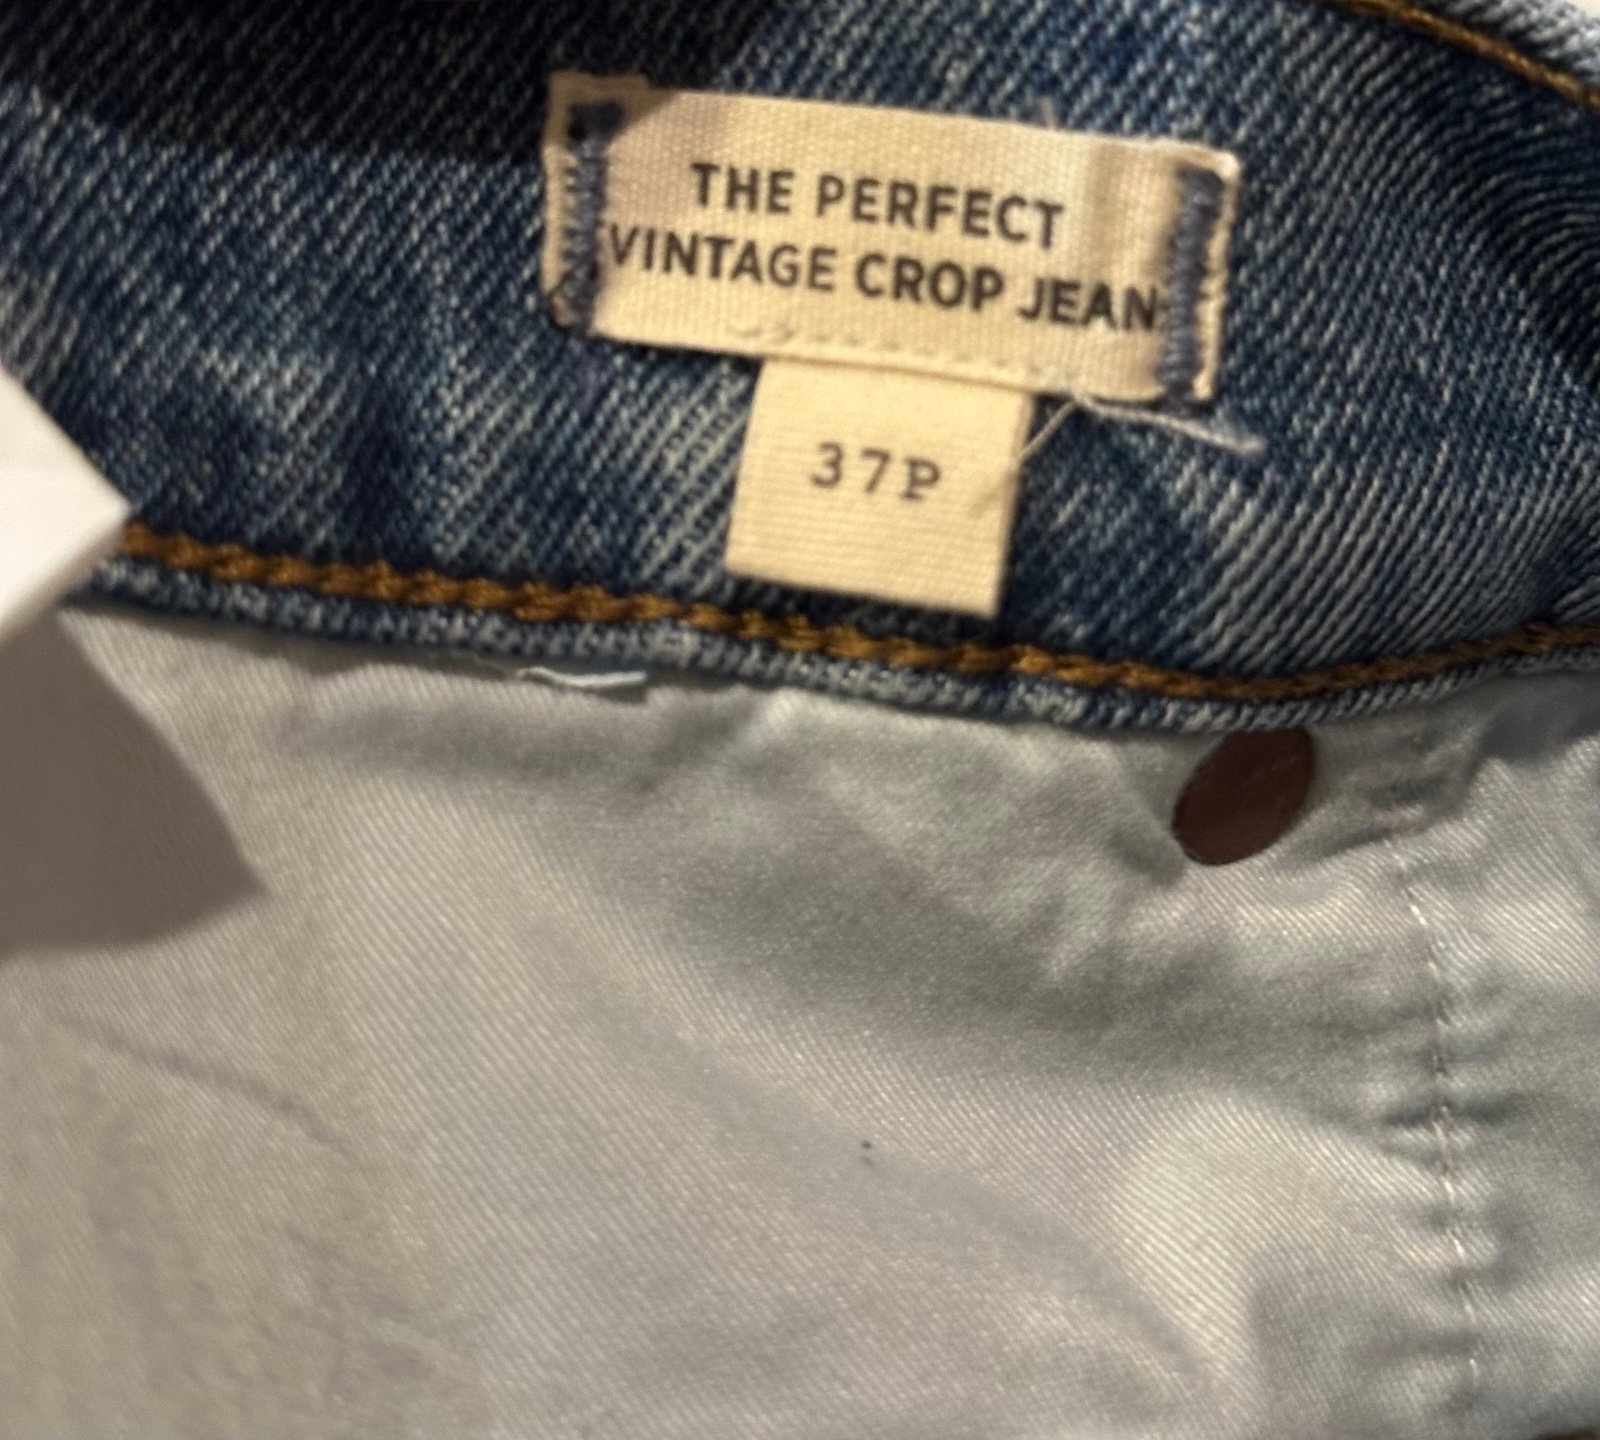 THE PERFECT
VINTAGE CROP JEAN
37P